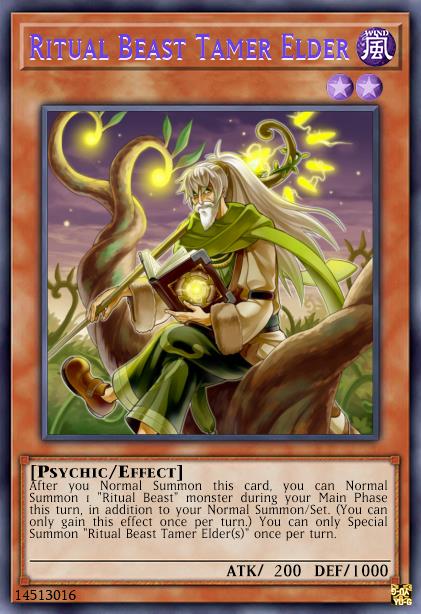 Ritual Beast Tamer Elder
WIND
風
[Psychic/Effect]
After you Normal Summon this card, you can Normal
Summon 1 "Ritual Beast" monster during your Main Phase
this turn, in addition to your Normal Summon/Set. (You can
only gain this effect once per turn.) You can only Special
Summon "Ritual Beast Tamer Elder(s)" once per turn.
ATK/ 200 DEF/1000
14513016